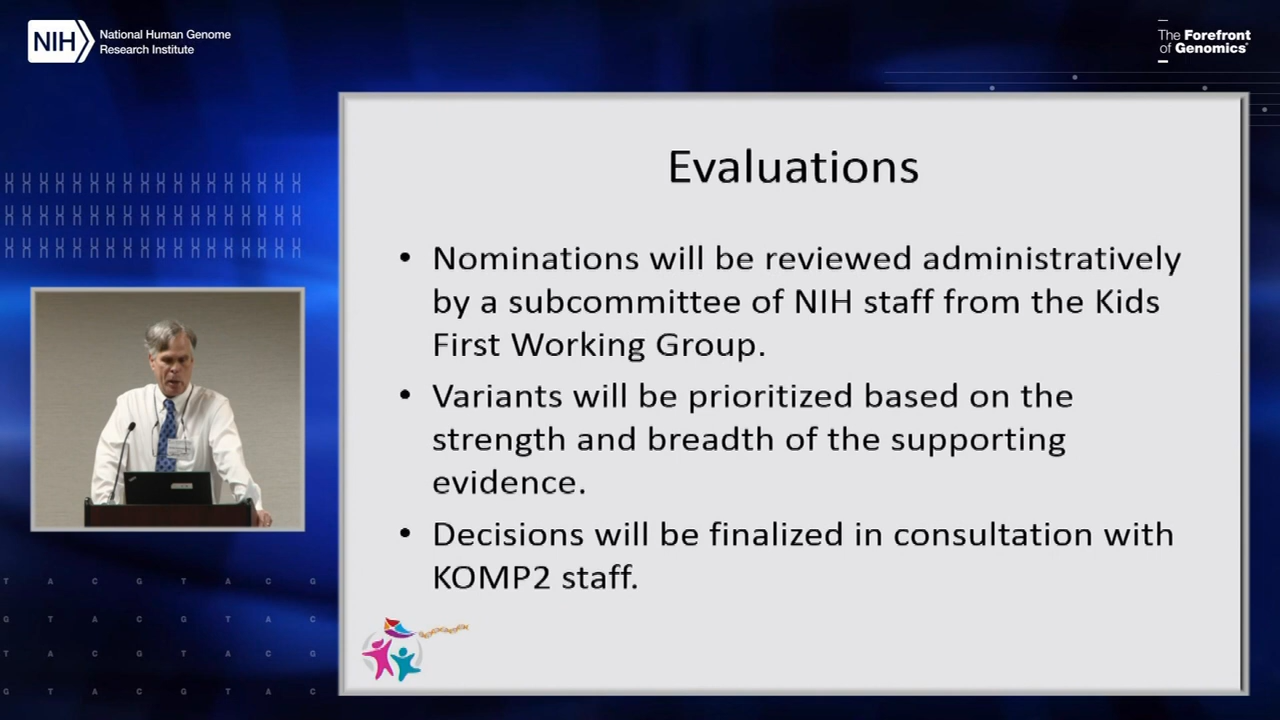 NIH
National Human Genome
Research Institute
The Forefront
of Genomics®
Evaluations
• Nominations will be reviewed administratively
by a subcommittee of NIH staff from the Kids
First Working Group.
• Variants will be prioritized based on the
strength and breadth of the supporting
evidence.
• Decisions will be finalized in consultation with
KOMP2 staff.
T A C G T A C G
G T A C G T A C
T A C G T A C G
G T A C G T A C